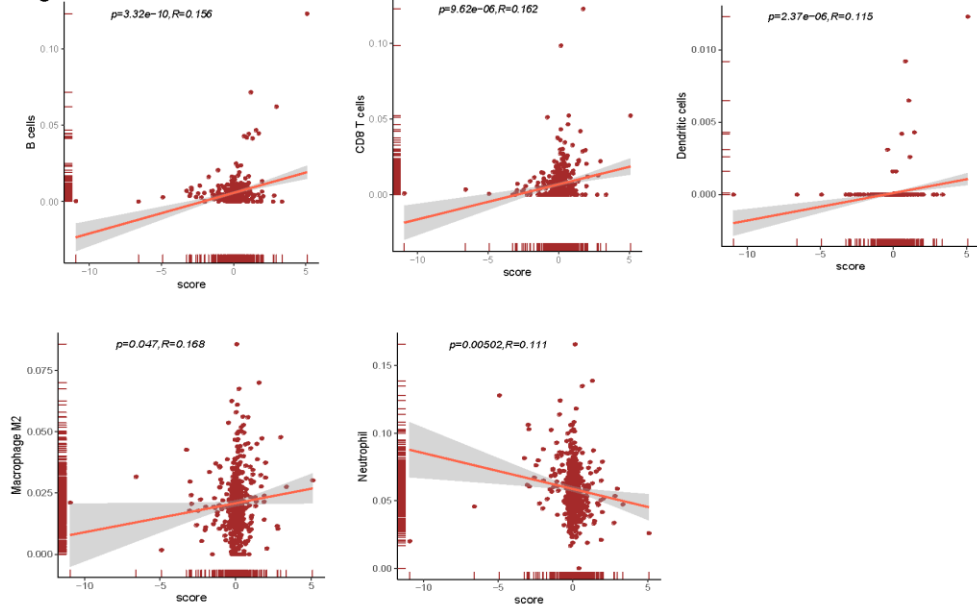 p=3.32e-10,R=0.156
B cells
0.10
0.05
0.00
-10
-5
0
5
score
p=9.62e-06,R=0.162
CD8 T cells
0.10
0.05
0.00
-10
-5
0
5
score
p=2.37e-06,R=0.115
Dendritic cells
0.010
0.005
0.000
-10
-5
0
5
score
p=0.047,R=0.168
Macrophage M2
0.075
0.050
0.025
0.000
-10
-5
0
5
score
p=0.00502,R=0.111
Neutrophil
0.15
0.10
0.05
0.00
-10
-5
0
5
score